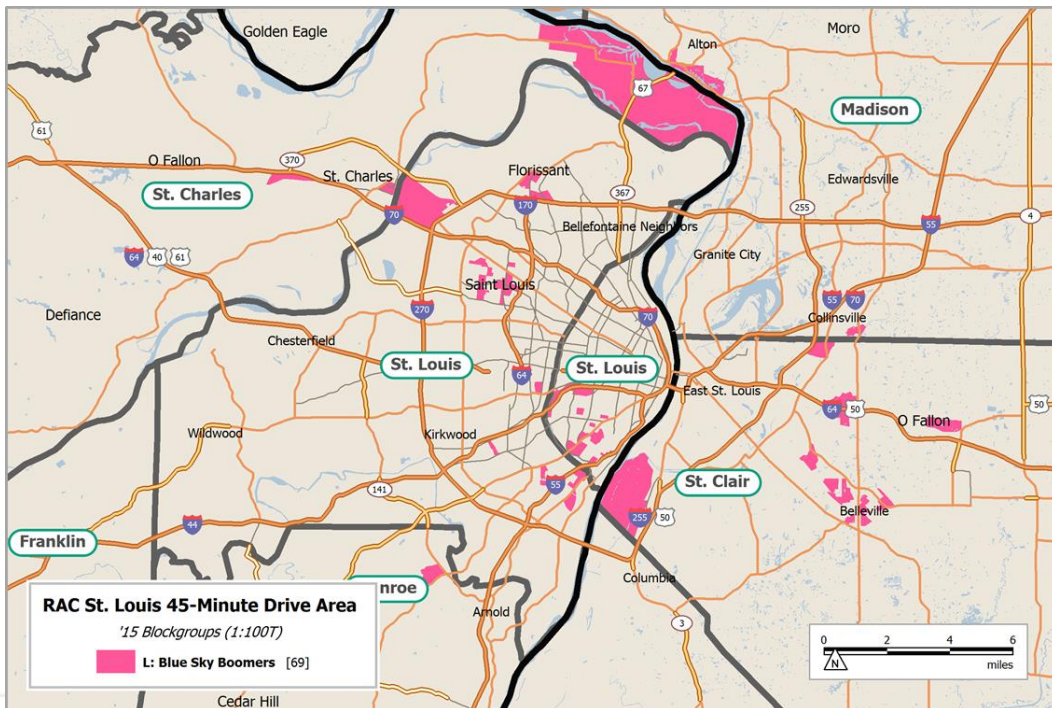 Golden Eagle
Alton
Moro
67
Madison
61
O Fallon
370
St. Charles
Florissant
Edwardsville
St. Charles
367
255
70
170
4
Bellefontaine Neighbors
55
64
40
61
Granite City
Saint Louis
55
70
270
70
Defiance
Collinsville
Chesterfield
St. Louis
St. Louis
64
East St. Louis
64
50
50
O Fallon
Wildwood
Kirkwood
141
55
St. Clair
Belleville
44
255
50
Franklin
Columbia
nroe
Arnold
3
Cedar Hill
RAC St. Louis 45-Minute Drive Area
'15 Blockgroups (1:100T)
L: Blue Sky Boomers [69]
0 2 4 6
N
miles